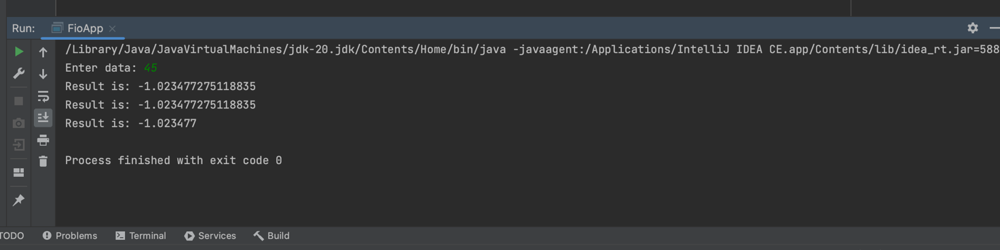 Run: FioApp
/Library/Java/JavaVirtualMachines/jdk-20.jdk/Contents/Home/bin/java -javaagent:/Applications/IntelliJ IDEA CE.app/Contents/lib/idea_rt.jar=588
Enter data: 45
Result is: -1.023477275118835
Result is: -1.023477275118835
Result is: -1.023477
Process finished with exit code 0
TODO Problems Terminal Services Build